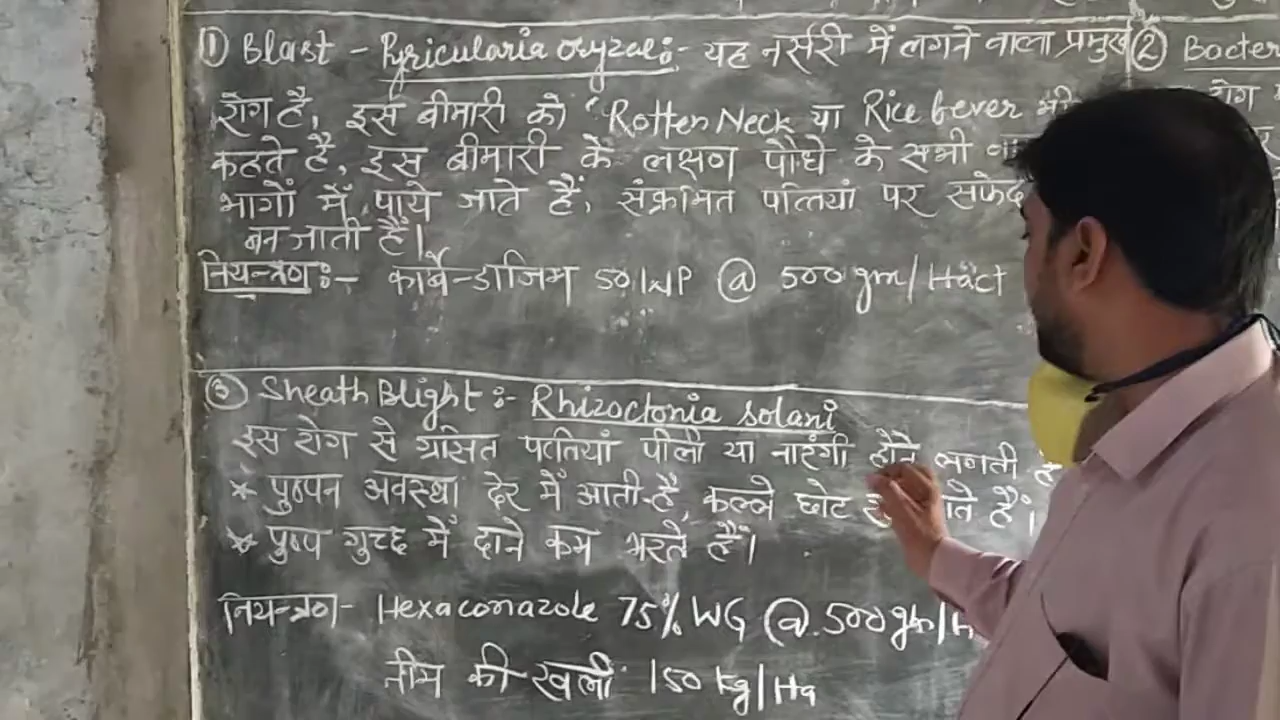 ① Blast - Pyricularia oryzae:- यह नर्सरी में लगने वाला प्रमुख
रोग है, इस बीमारी को "Rotten Neck या Rice fever भी
कहते हैं, इस बीमारी के लक्षण पौधे के सभी
भागों में पाये जाते हैं, संक्रमित पत्तियां पर सफेद
बन जाती हैं।
नियन्त्रण:- कार्बेन्डाजिम 50% WP @ 500 gm/Hact
② Bacter
रोग
③ Sheath Blight:- Rhizoctonia solani
इस रोग से ग्रसित पत्तियां पीली या नारंगी होने लगती है
* पुष्पन अवस्था देर में आती है, कल्ले छोटे हैं।
* पुष्प गुच्छ में दाने कम भरते हैं।
नियन्त्रण- Hexaconazole 75% WG @ 500 gm/H
नीम की खली 150 kg/Ha